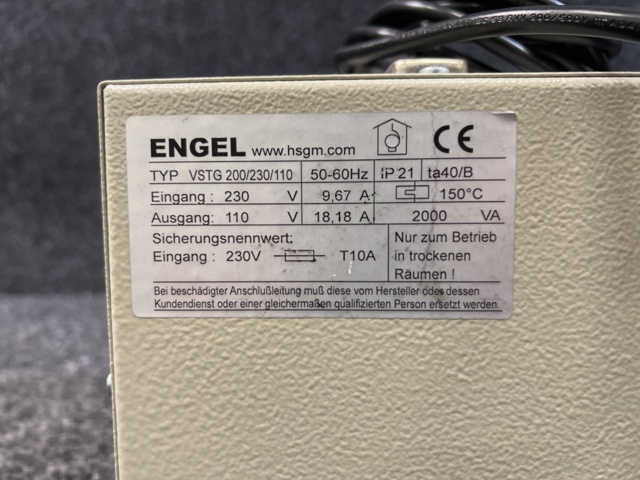 ENGEL www.hsgm.com CE
TYP VSTG 200/230/110 50-60Hz IP 21 ta40/B
Eingang : 230 V 9,67 A 150°C
Ausgang: 110 V 18,18 A 2000 VA
Sicherungsnennwert:
Eingang : 230V T10A
Nur zum Betrieb
in trockenen
Räumen !
Bei beschädigter Anschlußleitung muß diese vom Hersteller oder dessen
Kundendienst oder einer gleichermaßen qualifizierten Person ersetzt werden.